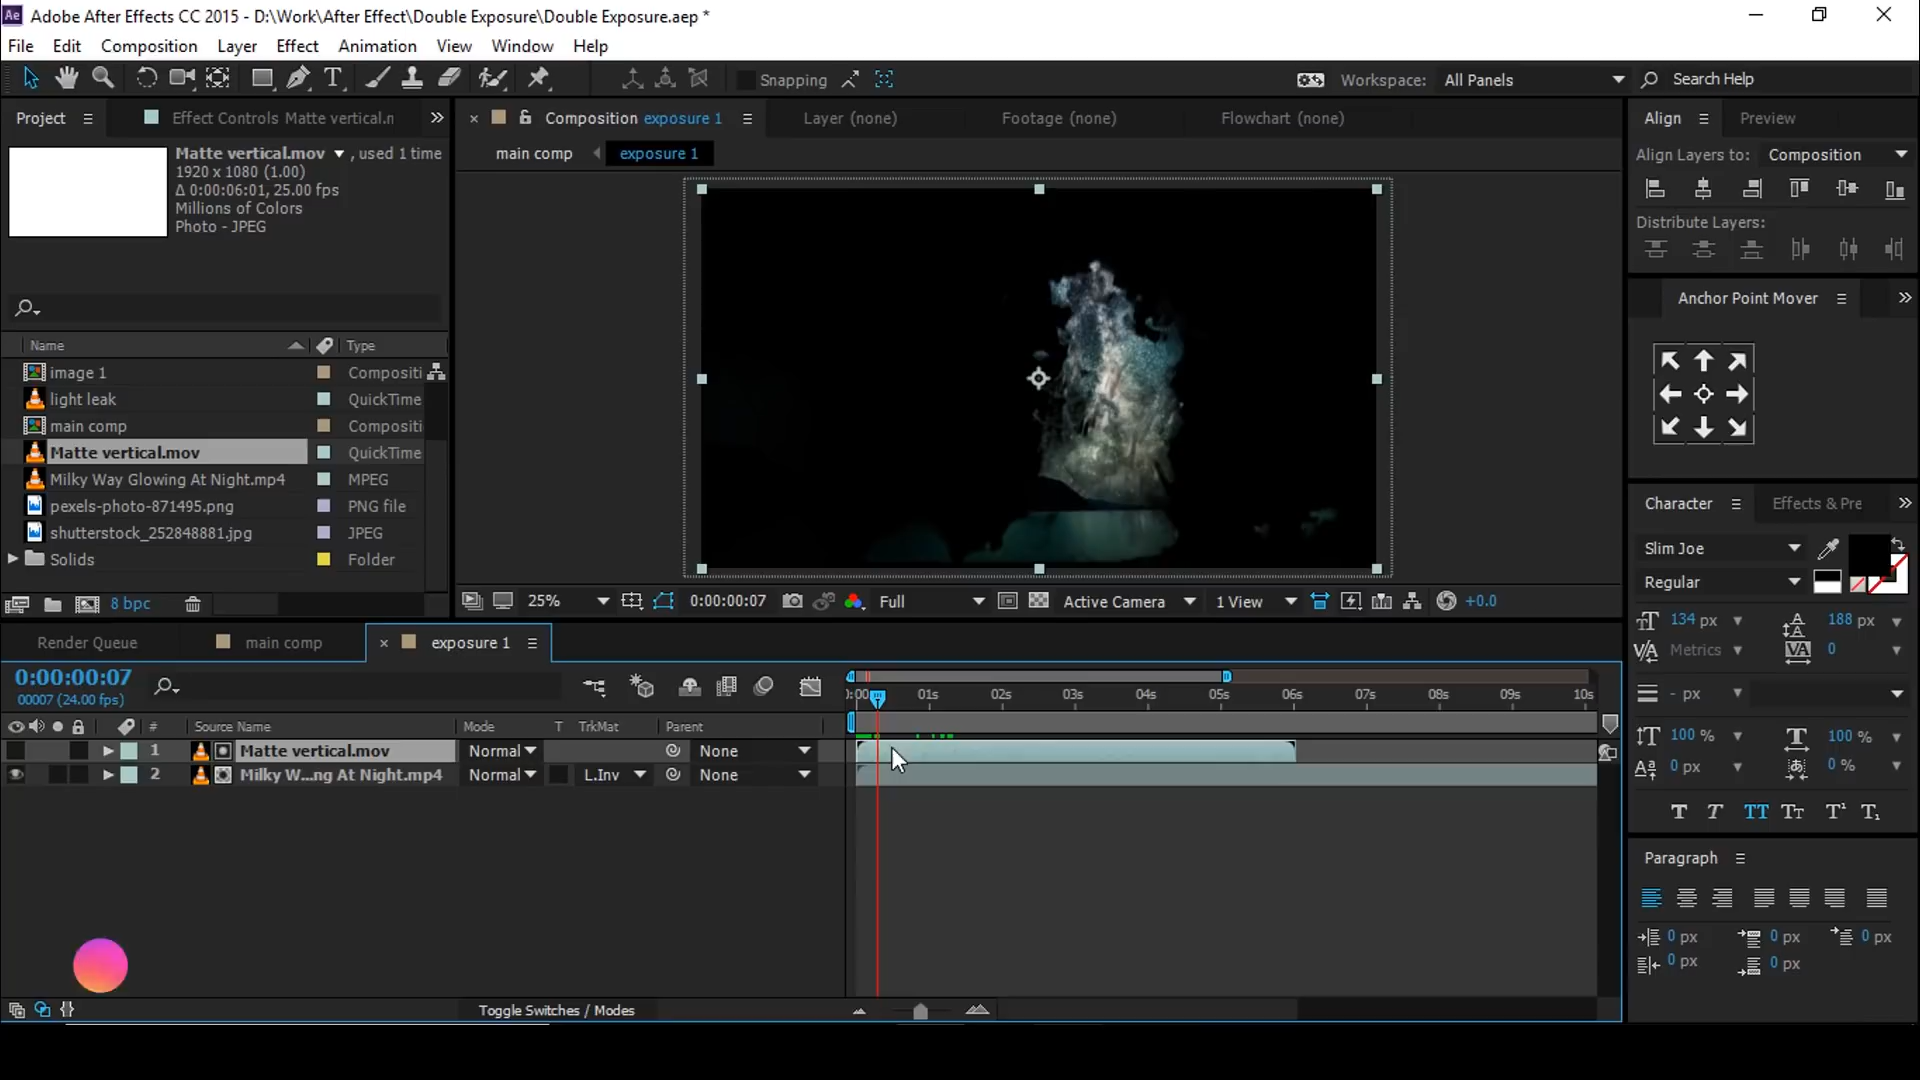 Ae Adobe After Effects CC 2015 - D:\Work\After Effect\Double Exposure\Double Exposure.aep *
File Edit Composition Layer Effect Animation View Window Help
T Snapping Workspace: All Panels Search Help
Project Effect Controls Matte vertical.n
Matte vertical.mov , used 1 time
1920 x 1080 (1.00)
Δ 0:00:06:01, 25.00 fps
Millions of Colors
Photo - JPEG
Name Type
image 1 Compositi
light leak QuickTime
main comp Compositi
Matte vertical.mov QuickTime
Milky Way Glowing At Night.mp4 MPEG
pexels-photo-871495.png PNG file
shutterstock_252848881.jpg JPEG
Solids Folder
8 bpc
Composition exposure 1 Layer (none) Footage (none) Flowchart (none)
main comp exposure 1
25% 0:00:00:07 Full Active Camera 1 View +0.0
Align Preview
Align Layers to: Composition
Distribute Layers:
Anchor Point Mover
Character Effects & Pre
Slim Joe
Regular
134 px 188 px
Metrics 0
- px
100 % 100 %
0 px 0 %
T T TT TT T¹ T₁
Paragraph
0 px 0 px 0 px
0 px 0 px
Render Queue main comp exposure 1
0:00:00:07
00007 (24.00 fps)
):00 01s 02s 03s 04s 05s 06s 07s 08s 09s 10s
# Source Name Mode T TrkMat Parent
1 Matte vertical.mov Normal None
2 Milky W...ng At Night.mp4 Normal L.Inv None
Toggle Switches / Modes